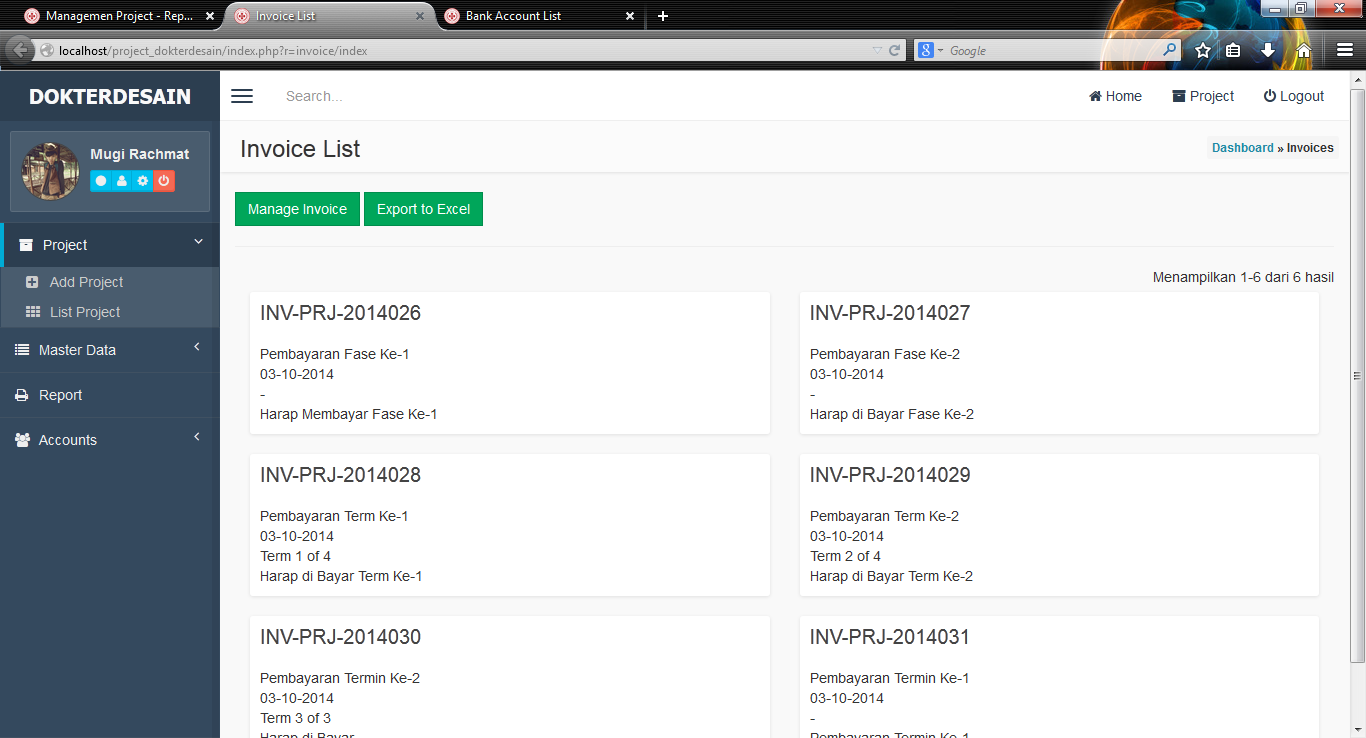 Managemen Project - Rep...
Invoice List
Bank Account List
localhost/project_dokterdesain/index.php?r=invoice/index
Google
DOKTERDESAIN
Search...
Home
Project
Logout
Mugi Rachmat
Invoice List
Dashboard » Invoices
Project
Add Project
List Project
Master Data
Report
Accounts
Manage Invoice
Export to Excel
Menampilkan 1-6 dari 6 hasil
INV-PRJ-2014026
Pembayaran Fase Ke-1
03-10-2014
-
Harap Membayar Fase Ke-1
INV-PRJ-2014027
Pembayaran Fase Ke-2
03-10-2014
-
Harap di Bayar Fase Ke-2
INV-PRJ-2014028
Pembayaran Term Ke-1
03-10-2014
Term 1 of 4
Harap di Bayar Term Ke-1
INV-PRJ-2014029
Pembayaran Term Ke-2
03-10-2014
Term 2 of 4
Harap di Bayar Term Ke-2
INV-PRJ-2014030
Pembayaran Termin Ke-2
03-10-2014
Term 3 of 3
Harap di Bayar
INV-PRJ-2014031
Pembayaran Termin Ke-1
03-10-2014
-
Pembayaran Termin Ke-1